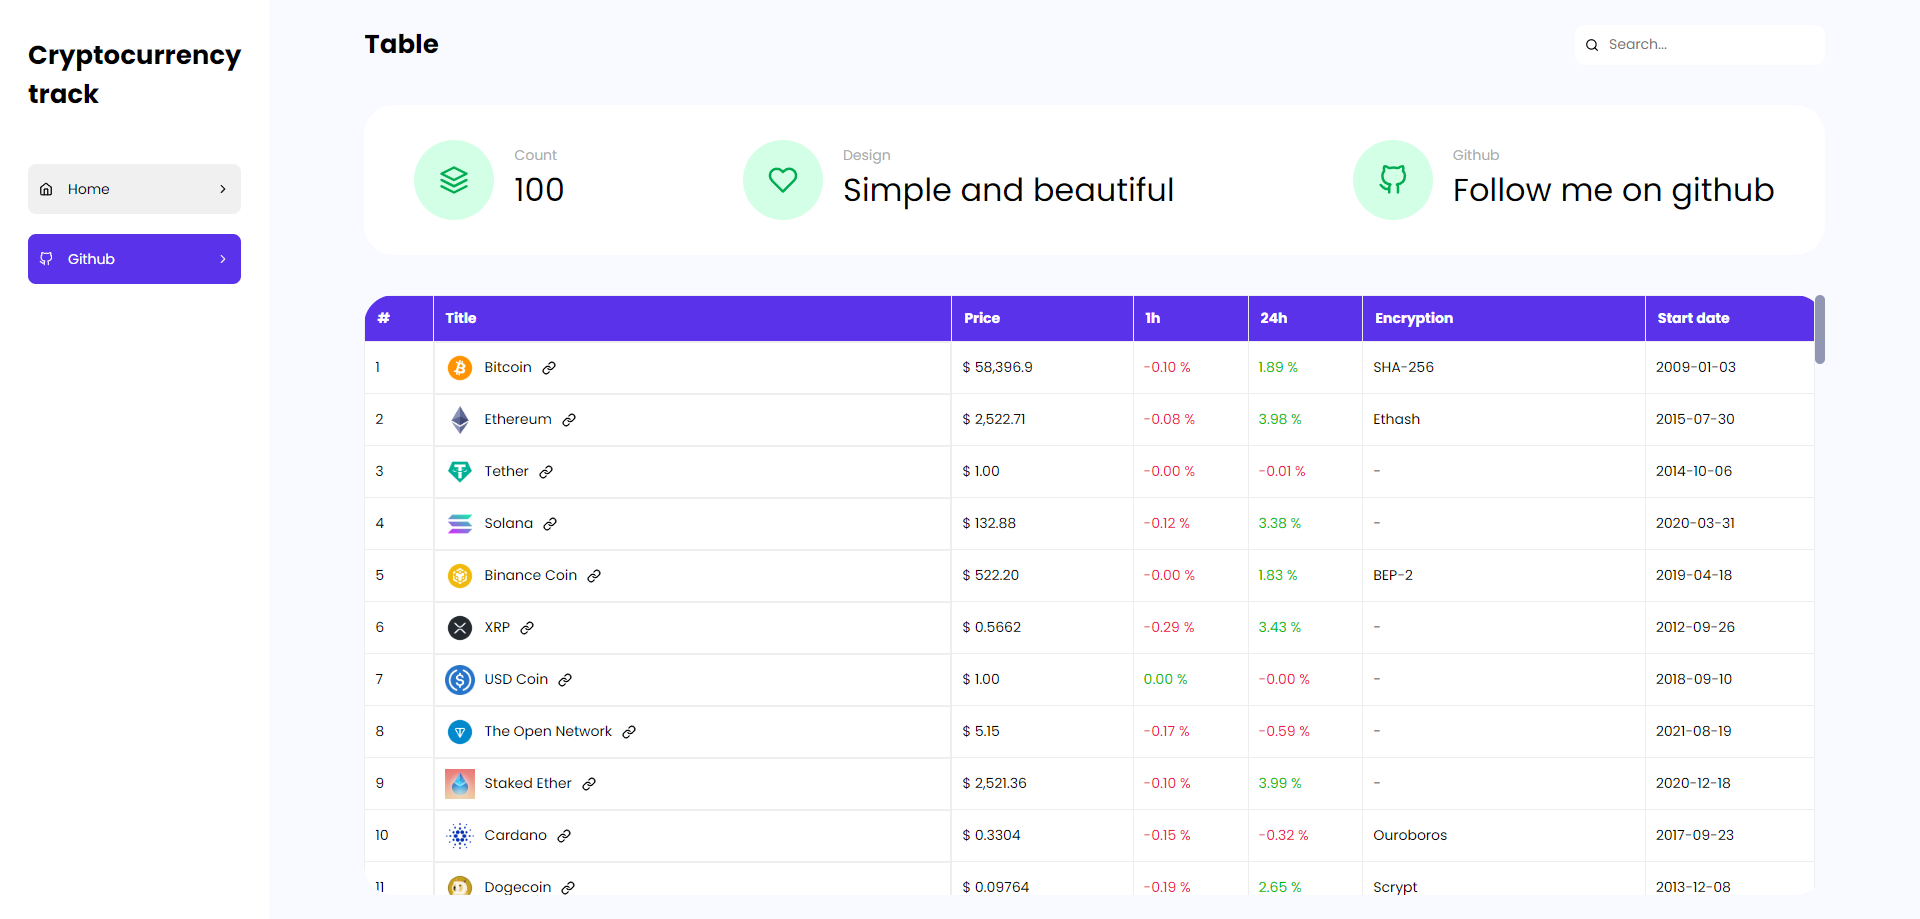 Cryptocurrency
track
Home
Github
Table
Search...
Count
100
Design
Simple and beautiful
Github
Follow me on github
# Title Price 1h 24h Encryption Start date
1 Bitcoin $ 58,396.9 -0.10 % 1.89 % SHA-256 2009-01-03
2 Ethereum $ 2,522.71 -0.08 % 3.98 % Ethash 2015-07-30
3 Tether $ 1.00 -0.00 % -0.01 % - 2014-10-06
4 Solana $ 132.88 -0.12 % 3.38 % - 2020-03-31
5 Binance Coin $ 522.20 -0.00 % 1.83 % BEP-2 2019-04-18
6 XRP $ 0.5662 -0.29 % 3.43 % - 2012-09-26
7 USD Coin $ 1.00 0.00 % -0.00 % - 2018-09-10
8 The Open Network $ 5.15 -0.17 % -0.59 % - 2021-08-19
9 Staked Ether $ 2,521.36 -0.10 % 3.99 % - 2020-12-18
10 Cardano $ 0.3304 -0.15 % -0.32 % Ouroboros 2017-09-23
11 Dogecoin $ 0.09764 -0.19 % 2.65 % Scrypt 2013-12-08